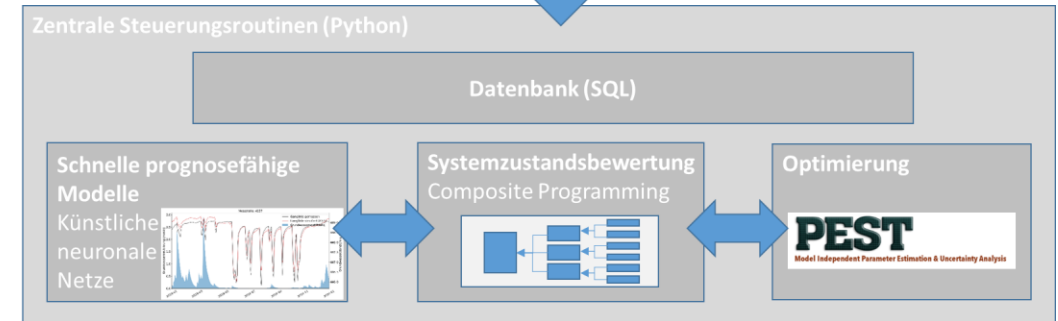 Zentrale Steuerungsroutinen (Python)
Datenbank (SQL)
Schnelle prognosefähige
Modelle
Künstliche
neuronale
Netze
Systemzustandsbewertung
Composite Programming
Optimierung
PEST
Model Independent Parameter Estimation & Uncertainty Analysis